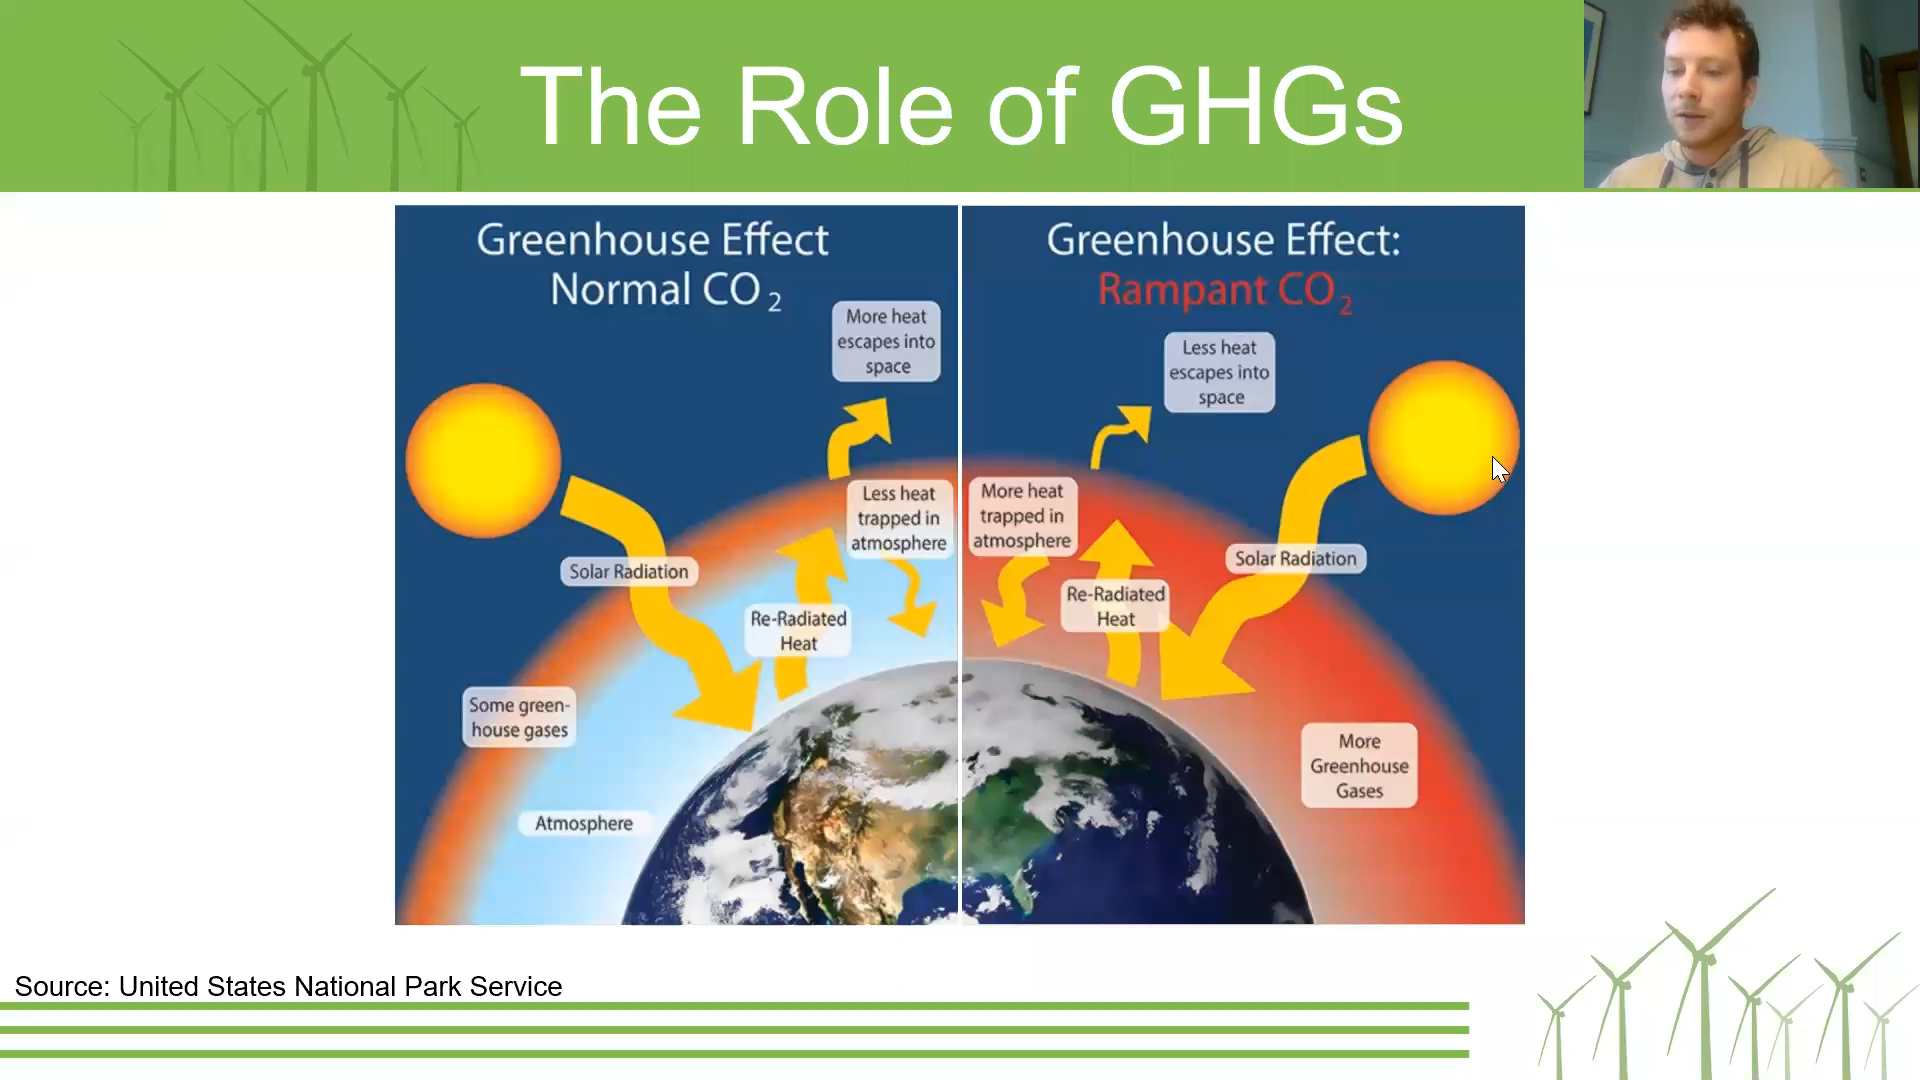 The Role of GHGs
Greenhouse Effect
Normal CO2
More heat
escapes into
space
Less heat
trapped in
atmosphere
Solar Radiation
Re-Radiated
Heat
Some green-
house gases
Atmosphere
Greenhouse Effect:
Rampant CO2
Less heat
escapes into
space
More heat
trapped in
atmosphere
Re-Radiated
Heat
Solar Radiation
More
Greenhouse
Gases
Source: United States National Park Service